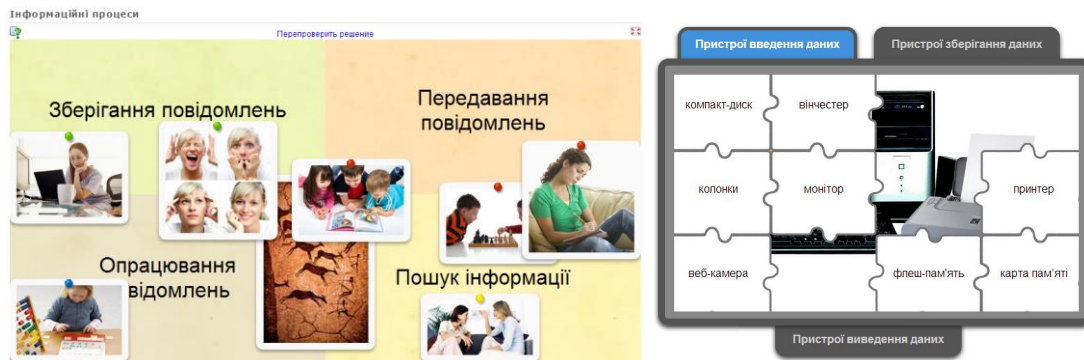 Інформаційні процеси
Перепроверить решение
Зберігання повідомлень
Передавання
повідомлень
Опрацювання
відомлень
Пошук інформації
Пристрої введення даних
Пристрої зберігання даних
компакт-диск
вінчестер
колонки
монітор
принтер
веб-камера
флеш-пам'ять
карта пам'яті
Пристрої виведення даних